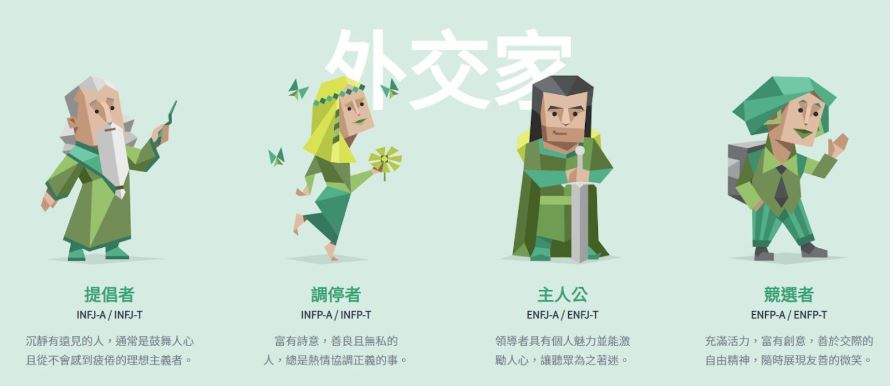 外交家
提倡者
INFJ-A / INFJ-T
沉靜有遠見的人，通常是鼓舞人心
且從不會感到疲倦的理想主義者。
調停者
INFP-A / INFP-T
富有詩意，善良且無私的
人，總是熱情協調正義的事。
主人公
ENFJ-A / ENFJ-T
領導者具有個人魅力並能激
勵人心，讓聽眾為之著迷。
競選者
ENFP-A / ENFP-T
充滿活力，富有創意，善於交際的
自由精神，隨時展現友善的微笑。